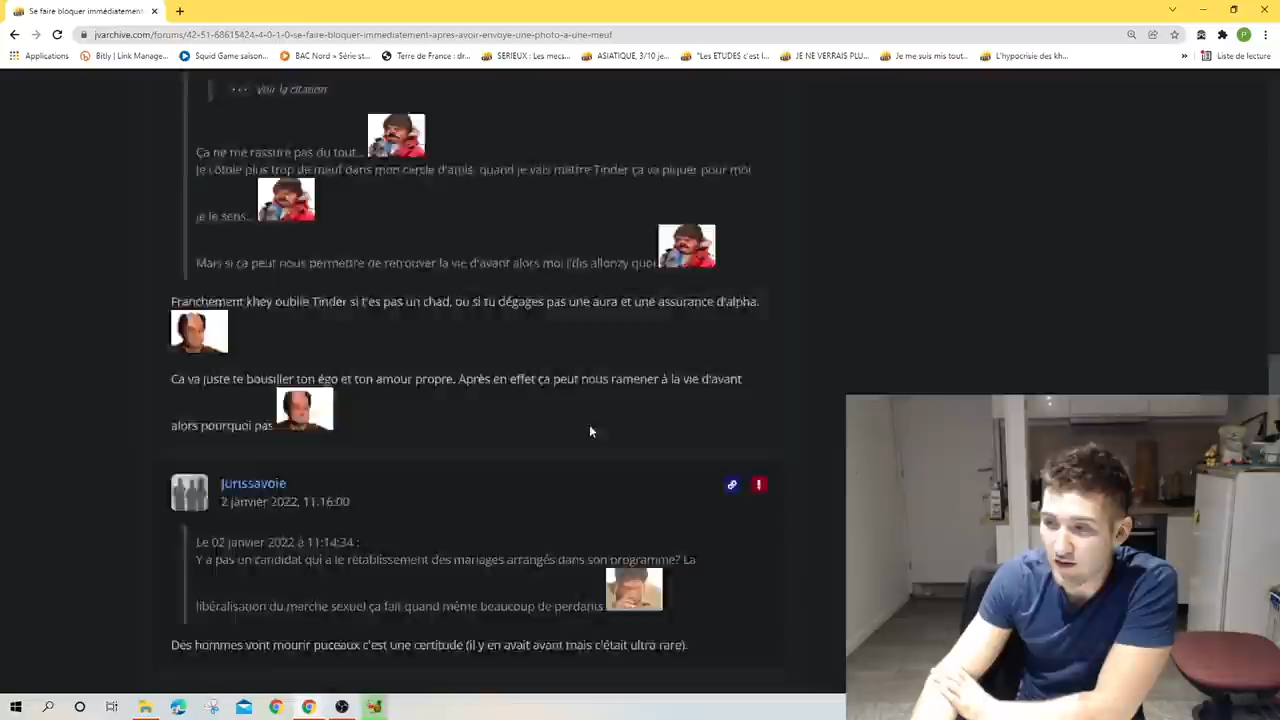 Se faire bloquer immédiatement
jvarchive.com/forums/42-51-68615424-4-0-1-0-se-faire-bloquer-immediatement-apres-avoir-envoye-une-photo-a-une-meuf
P
Applications
Bitly | Link Manage...
Squid Game saison...
BAC Nord » Série st...
Terre de France : dr...
SERIEUX : Les mecs...
ASIATIQUE, 3/10 je...
"Les ETUDES c'est l...
JE NE VERRAIS PLU...
Je me suis mis tout...
L'hypocrisie des kh...
»
Liste de lecture
··· Voir la citation
Ça ne me rassure pas du tout...
Je côtoie plus trop de meuf dans mon cercle d'amis, quand je vais mettre Tinder ça va piquer pour moi
je le sens...
Mais si ça peut nous permettre de retrouver la vie d'avant alors moi j'dis allonzy quoi
Franchement khey oublie Tinder si t'es pas un chad, ou si tu dégages pas une aura et une assurance d'alpha.
Ca va juste te bousiller ton égo et ton amour propre. Après en effet ça peut nous ramener à la vie d'avant
alors pourquoi pas
Jurissavoie
2 janvier 2022, 11:16:00
Le 02 janvier 2022 à 11:14:34 :
Y a pas un candidat qui a le rétablissement des mariages arrangés dans son programme? La
libéralisation du marche sexuel ça fait quand même beaucoup de perdants
Des hommes vont mourir puceaux c'est une certitude (il y en avait avant mais c'était ultra rare).